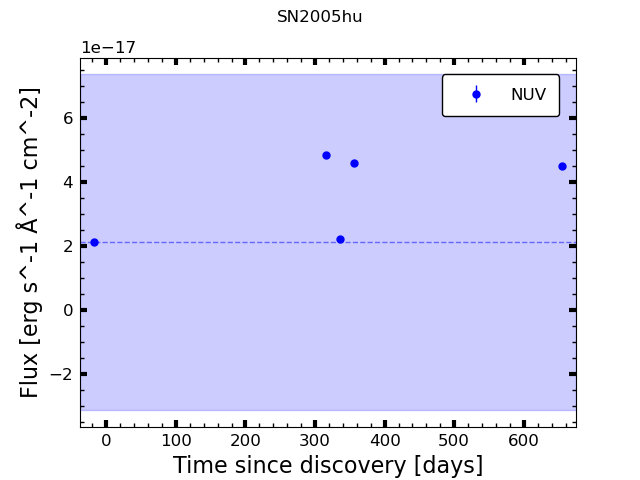 SN2005hu
1e−17
NUV
6
4
2
0
−2
Flux [erg s^-1 Å^-1 cm^-2]
0 100 200 300 400 500 600
Time since discovery [days]